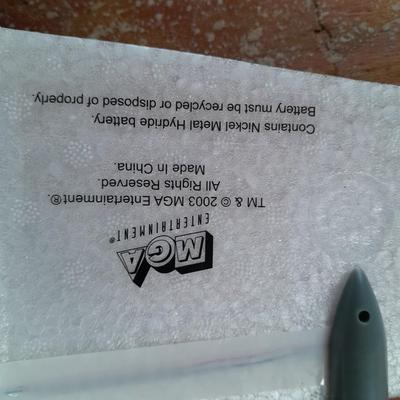 MGA
ENTERTAINMENT®
TM & © 2003 MGA Entertainment®.
All Rights Reserved.
Made In China.
Contains Nickel Metal Hydride battery.
Battery must be recycled or disposed of properly.